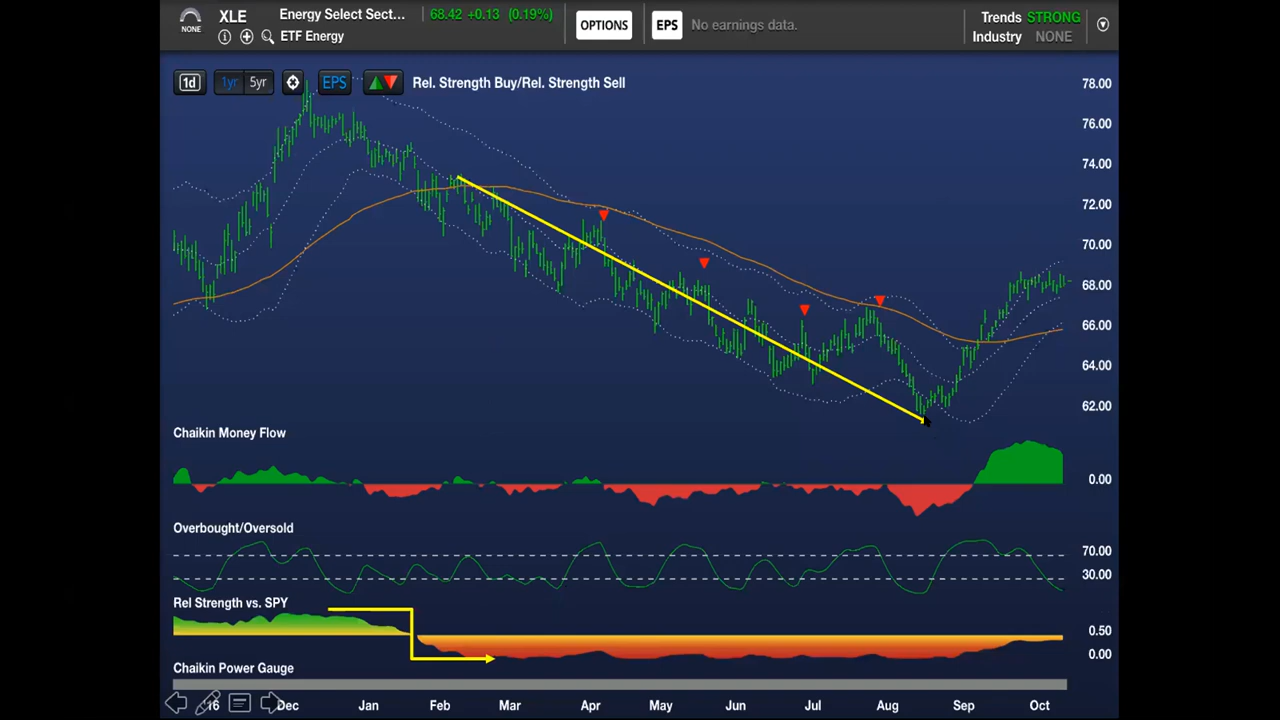 XLE
Energy Select Sect... 68.42 +0.13 (0.19%)
NONE
ETF Energy
OPTIONS
EPS
No earnings data.
Trends STRONG
Industry NONE
1d
1yr 5yr
EPS
Rel. Strength Buy/Rel. Strength Sell
78.00
76.00
74.00
72.00
70.00
68.00
66.00
64.00
62.00
Chaikin Money Flow
0.00
Overbought/Oversold
70.00
30.00
Rel Strength vs. SPY
0.50
0.00
Chaikin Power Gauge
16 Dec Jan Feb Mar Apr May Jun Jul Aug Sep Oct